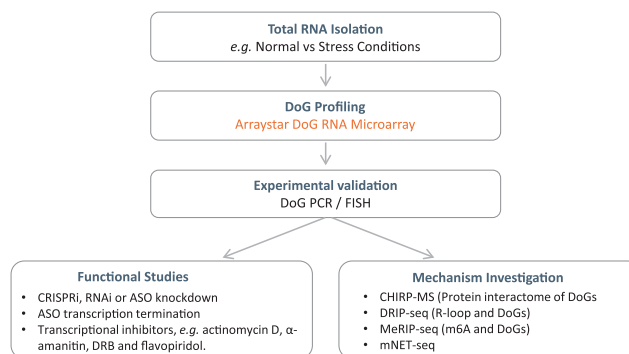 Total RNA Isolation
e.g. Normal vs Stress Conditions
DoG Profiling
Arraystar DoG RNA Microarray
Experimental validation
DoG PCR / FISH
Functional Studies
• CRISPRi, RNAi or ASO knockdown
• ASO transcription termination
• Transcriptional inhibitors, e.g. actinomycin D, α-
amanitin, DRB and flavopiridol.
Mechanism Investigation
• CHIRP-MS (Protein interactome of DoGs
• DRIP-seq (R-loop and DoGs)
• MeRIP-seq (m6A and DoGs)
• mNET-seq